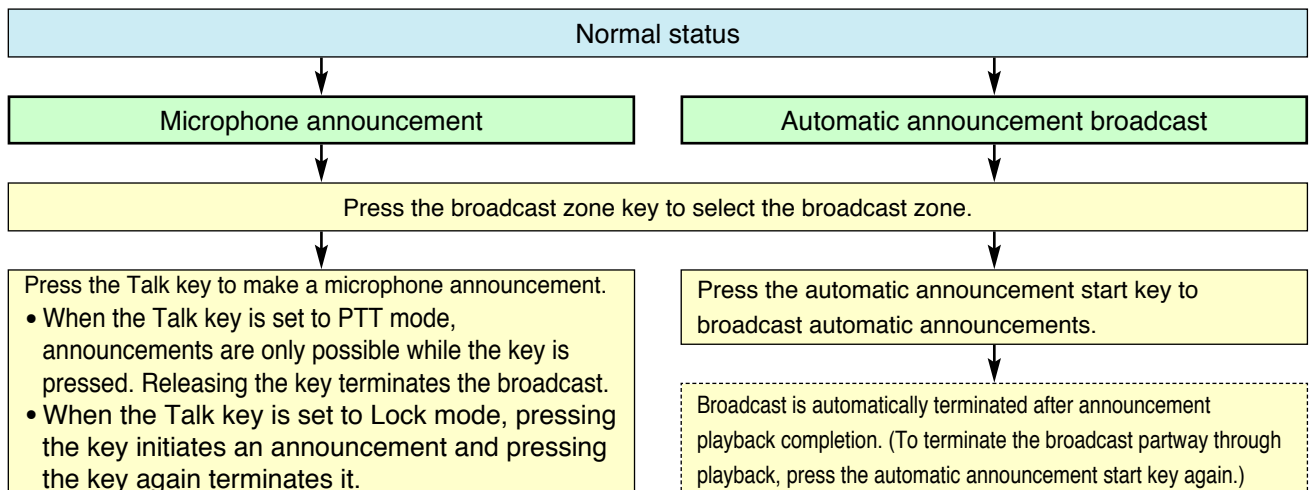 Normal status
Microphone announcement
Automatic announcement broadcast
Press the broadcast zone key to select the broadcast zone.
Press the Talk key to make a microphone announcement.
• When the Talk key is set to PTT mode,
announcements are only possible while the key is
pressed. Releasing the key terminates the broadcast.
• When the Talk key is set to Lock mode, pressing
the key initiates an announcement and pressing
the key again terminates it.
Press the automatic announcement start key to
broadcast automatic announcements.
Broadcast is automatically terminated after announcement
playback completion. (To terminate the broadcast partway through
playback, press the automatic announcement start key again.)